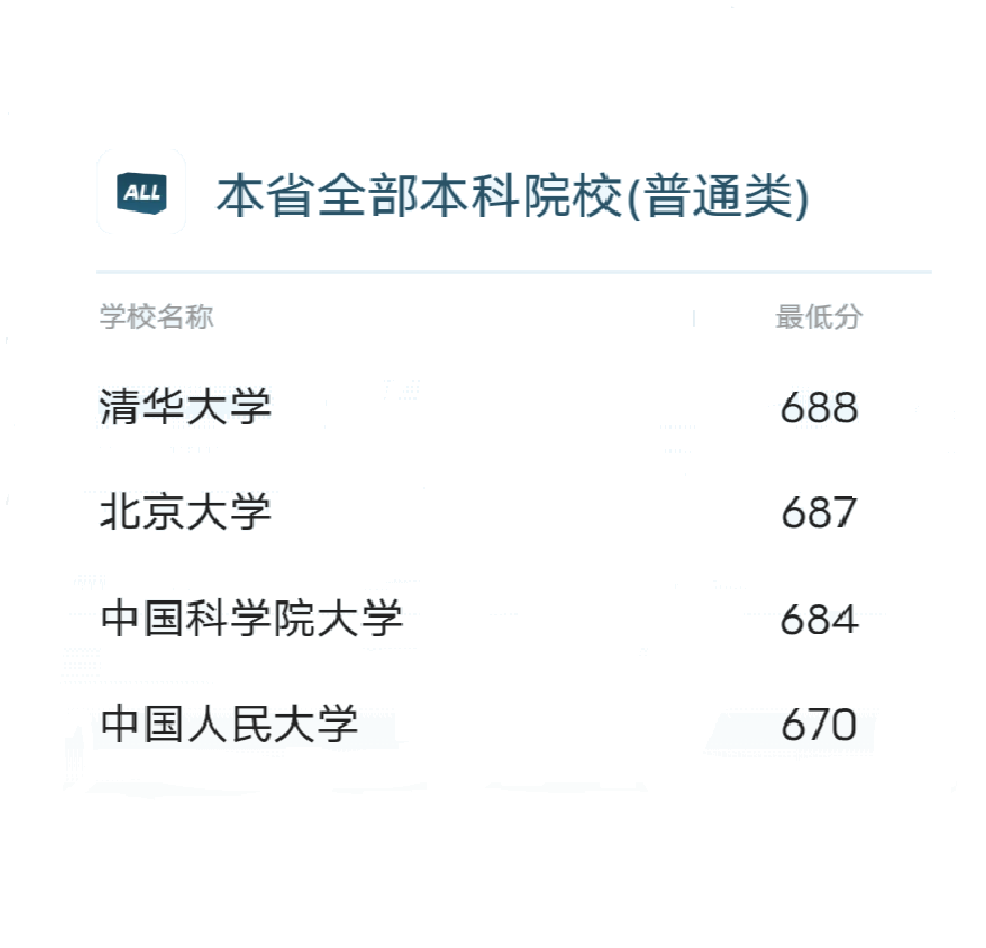 ALL 本省全部本科院校(普通类)
学校名称 最低分
清华大学 688
北京大学 687
中国科学院大学 684
中国人民大学 670